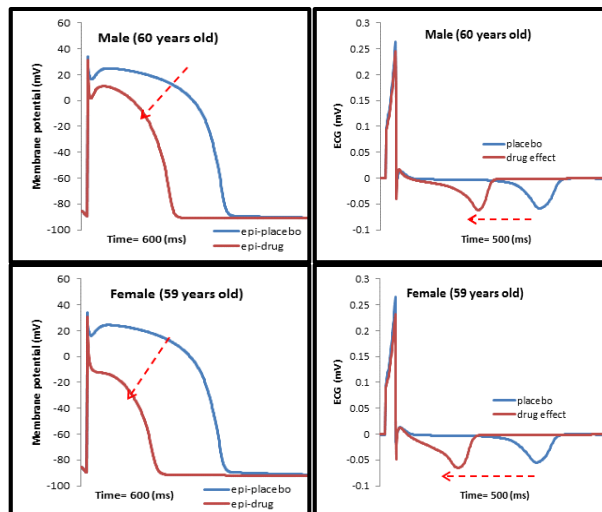 Male (60 years old)
Membrane potential (mV)
60
40
20
0
-20
-40
-60
-80
-100
Time= 600 (ms)
epi-placebo
epi-drug
Male (60 years old)
ECG (mV)
0.3
0.25
0.2
0.15
0.1
0.05
0
-0.05
-0.1
placebo
drug effect
Time= 500 (ms)
Female (59 years old)
Membrane potential (mV)
60
40
20
0
-20
-40
-60
-80
-100
Time= 600 (ms)
epi-placebo
epi-drug
Female (59 years old)
ECG (mV)
0.3
0.25
0.2
0.15
0.1
0.05
0
-0.05
-0.1
placebo
drug effect
Time= 500 (ms)